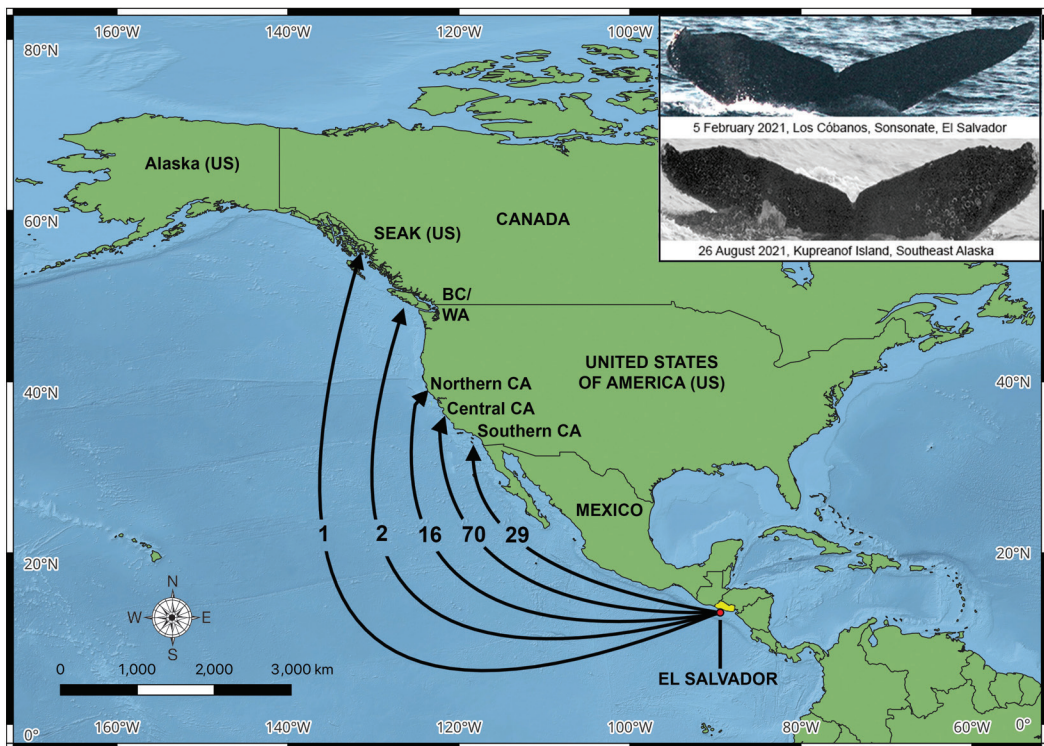 160°W 140°W 120°W 100°W
80°N
5 February 2021, Los Cóbanos, Sonsonate, El Salvador
26 August 2021, Kupreanof Island, Southeast Alaska
Alaska (US)
60°N
CANADA
SEAK (US)
BC/
WA
UNITED STATES
OF AMERICA (US)
40°N
40°N
Northern CA
Central CA
Southern CA
MEXICO
1 2 16 70 29
20°N
20°N
N
W E
S
0 1,000 2,000 3,000 km
EL SALVADOR
0°
0°
160°W 140°W 120°W 100°W 80°W 60°W